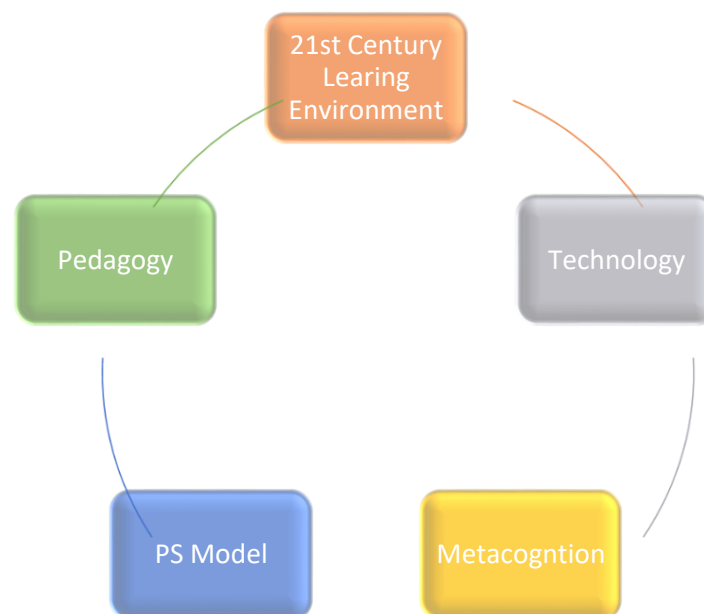 21st Century
Learing
Environment
Pedagogy
Technology
PS Model
Metacogntion